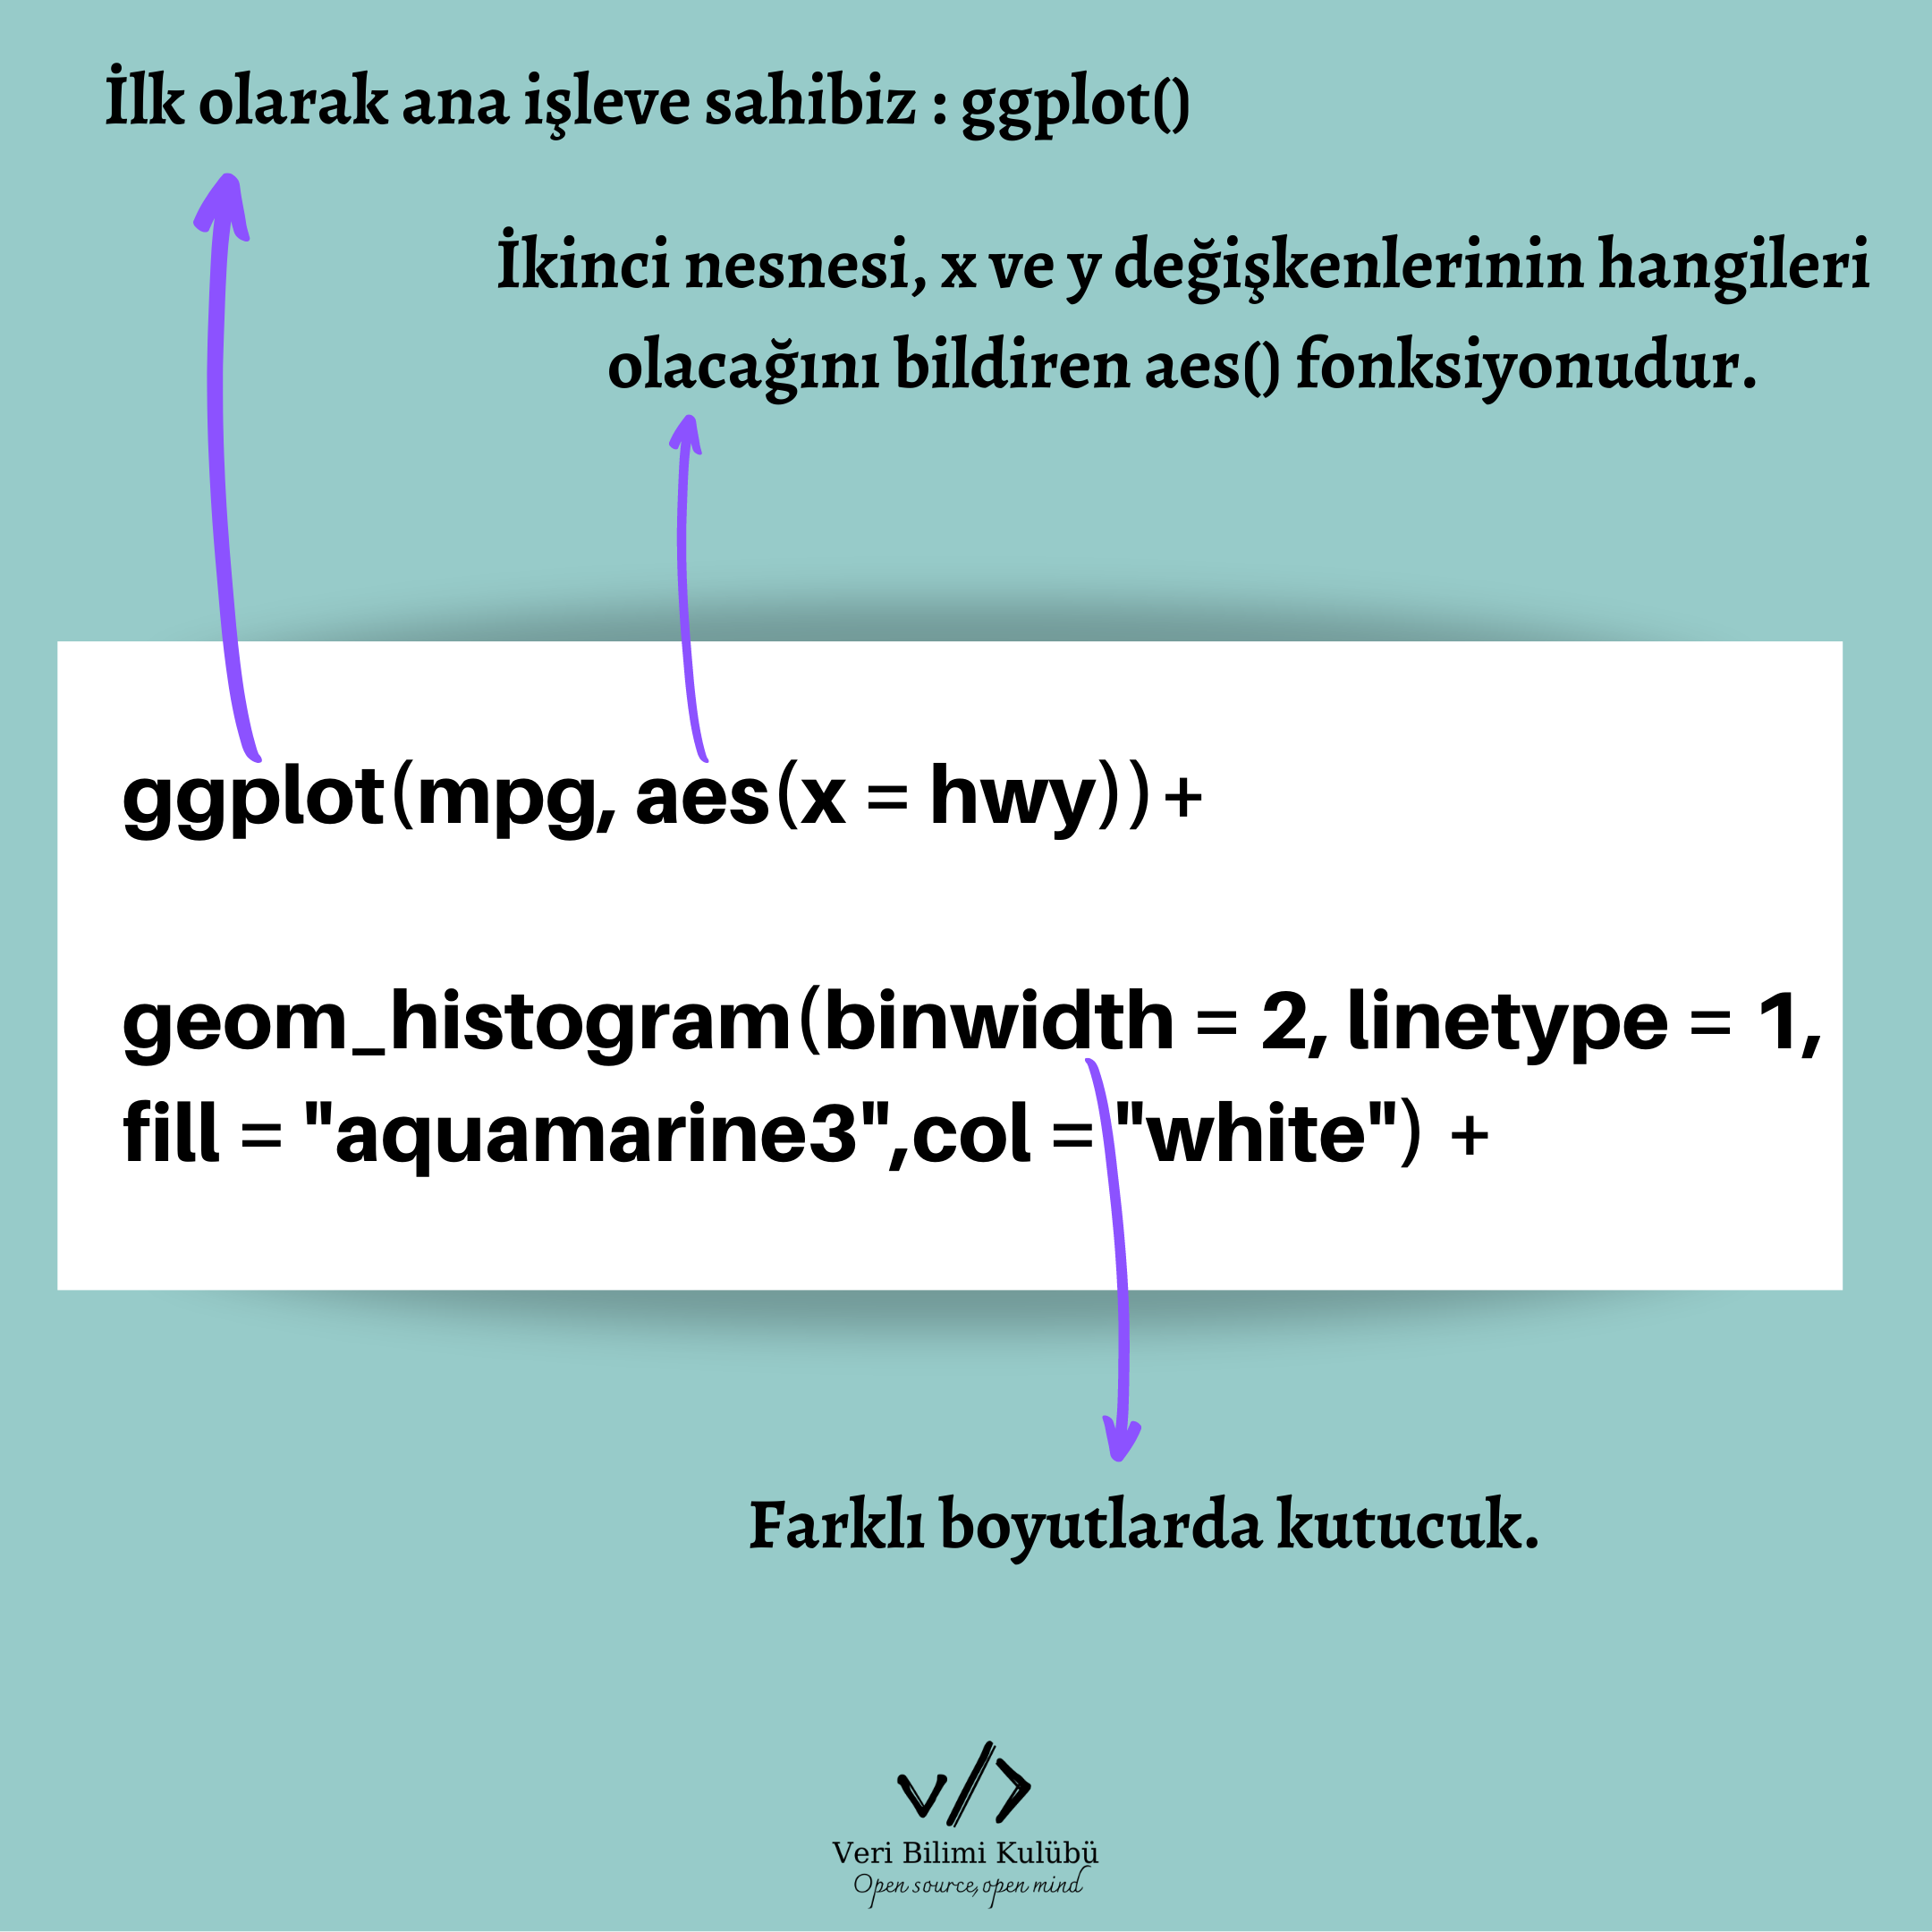 İlk olarak ana işleve sahibiz : ggplot()
İkinci nesnesi, x ve y değişkenlerinin hangileri
olacağını bildiren aes() fonksiyonudur.
ggplot(mpg, aes(x = hwy))+
geom_histogram(binwidth = 2, linetype = 1,
fill = "aquamarine3",col = "white") +
Farklı boyutlarda kutucuk.
Veri Bilimi Kulübü
Open source, open mind